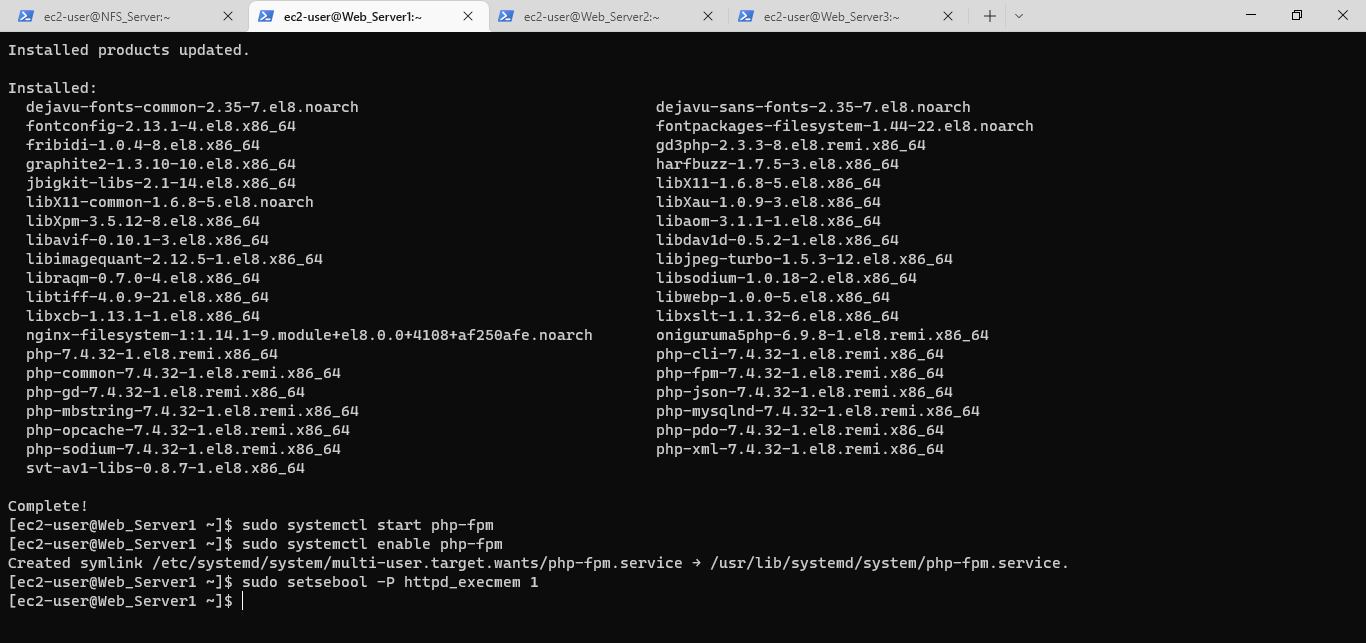 ec2-user@NFS_Server:~ ec2-user@Web_Server1:~ ec2-user@Web_Server2:~ ec2-user@Web_Server3:~
Installed products updated.
Installed:
dejavu-fonts-common-2.35-7.el8.noarch dejavu-sans-fonts-2.35-7.el8.noarch
fontconfig-2.13.1-4.el8.x86_64 fontpackages-filesystem-1.44-22.el8.noarch
fribidi-1.0.4-8.el8.x86_64 gd3php-2.3.3-8.el8.remi.x86_64
graphite2-1.3.10-10.el8.x86_64 harfbuzz-1.7.5-3.el8.x86_64
jbigkit-libs-2.1-14.el8.x86_64 libX11-1.6.8-5.el8.x86_64
libX11-common-1.6.8-5.el8.noarch libXau-1.0.9-3.el8.x86_64
libXpm-3.5.12-8.el8.x86_64 libaom-3.1.1-1.el8.x86_64
libavif-0.10.1-3.el8.x86_64 libdav1d-0.5.2-1.el8.x86_64
libimagequant-2.12.5-1.el8.x86_64 libjpeg-turbo-1.5.3-12.el8.x86_64
libraqm-0.7.0-4.el8.x86_64 libsodium-1.0.18-2.el8.x86_64
libtiff-4.0.9-21.el8.x86_64 libwebp-1.0.0-5.el8.x86_64
libxcb-1.13.1-1.el8.x86_64 libxslt-1.1.32-6.el8.x86_64
nginx-filesystem-1:1.14.1-9.module+el8.0.0+4108+af250afe.noarch oniguruma5php-6.9.8-1.el8.remi.x86_64
php-7.4.32-1.el8.remi.x86_64 php-cli-7.4.32-1.el8.remi.x86_64
php-common-7.4.32-1.el8.remi.x86_64 php-fpm-7.4.32-1.el8.remi.x86_64
php-gd-7.4.32-1.el8.remi.x86_64 php-json-7.4.32-1.el8.remi.x86_64
php-mbstring-7.4.32-1.el8.remi.x86_64 php-mysqlnd-7.4.32-1.el8.remi.x86_64
php-opcache-7.4.32-1.el8.remi.x86_64 php-pdo-7.4.32-1.el8.remi.x86_64
php-sodium-7.4.32-1.el8.remi.x86_64 php-xml-7.4.32-1.el8.remi.x86_64
svt-av1-libs-0.8.7-1.el8.x86_64
Complete!
[ec2-user@Web_Server1 ~]$ sudo systemctl start php-fpm
[ec2-user@Web_Server1 ~]$ sudo systemctl enable php-fpm
Created symlink /etc/systemd/system/multi-user.target.wants/php-fpm.service → /usr/lib/systemd/system/php-fpm.service.
[ec2-user@Web_Server1 ~]$ sudo setsebool -P httpd_execmem 1
[ec2-user@Web_Server1 ~]$